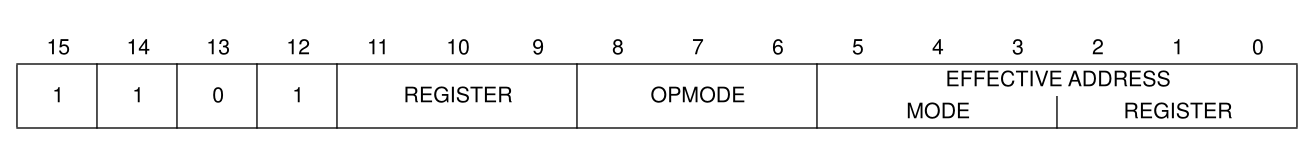 15 14 13 12 11 10 9 8 7 6 5 4 3 2 1 0
1 1 0 1 REGISTER OPMODE EFFECTIVE ADDRESS
MODE REGISTER